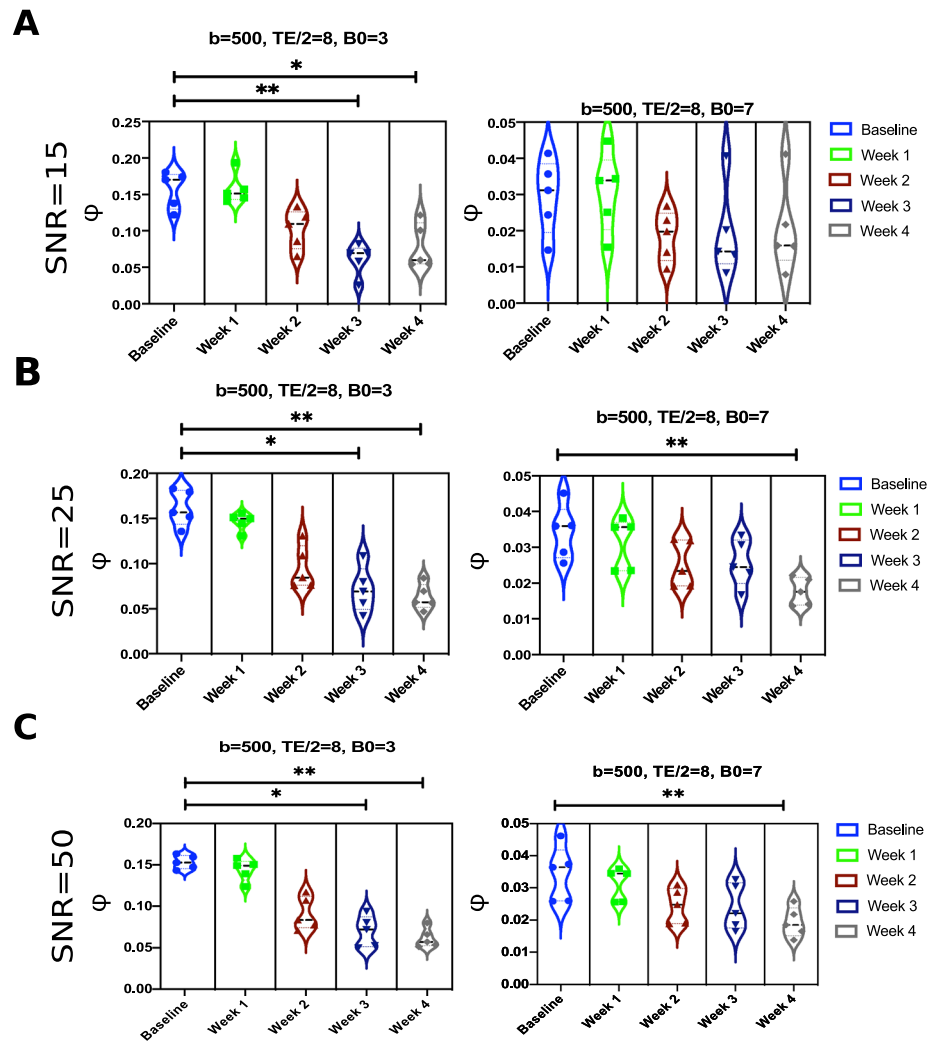 A
b=500, TE/2=8, B0=3
*
**
SNR=15
φ
0.25
0.20
0.15
0.10
0.05
0.00
Baseline
Week 1
Week 2
Week 3
Week 4
b=500, TE/2=8, B0=7
φ
0.05
0.04
0.03
0.02
0.01
0.00
Baseline
Week 1
Week 2
Week 3
Week 4
Baseline
Week 1
Week 2
Week 3
Week 4
B
b=500, TE/2=8, B0=3
**
*
SNR=25
φ
0.20
0.15
0.10
0.05
0.00
Baseline
Week 1
Week 2
Week 3
Week 4
b=500, TE/2=8, B0=7
**
φ
0.05
0.04
0.03
0.02
0.01
0.00
Baseline
Week 1
Week 2
Week 3
Week 4
Baseline
Week 1
Week 2
Week 3
Week 4
C
b=500, TE/2=8, B0=3
**
*
SNR=50
φ
0.20
0.15
0.10
0.05
0.00
Baseline
Week 1
Week 2
Week 3
Week 4
b=500, TE/2=8, B0=7
**
φ
0.05
0.04
0.03
0.02
0.01
0.00
Baseline
Week 1
Week 2
Week 3
Week 4
Baseline
Week 1
Week 2
Week 3
Week 4